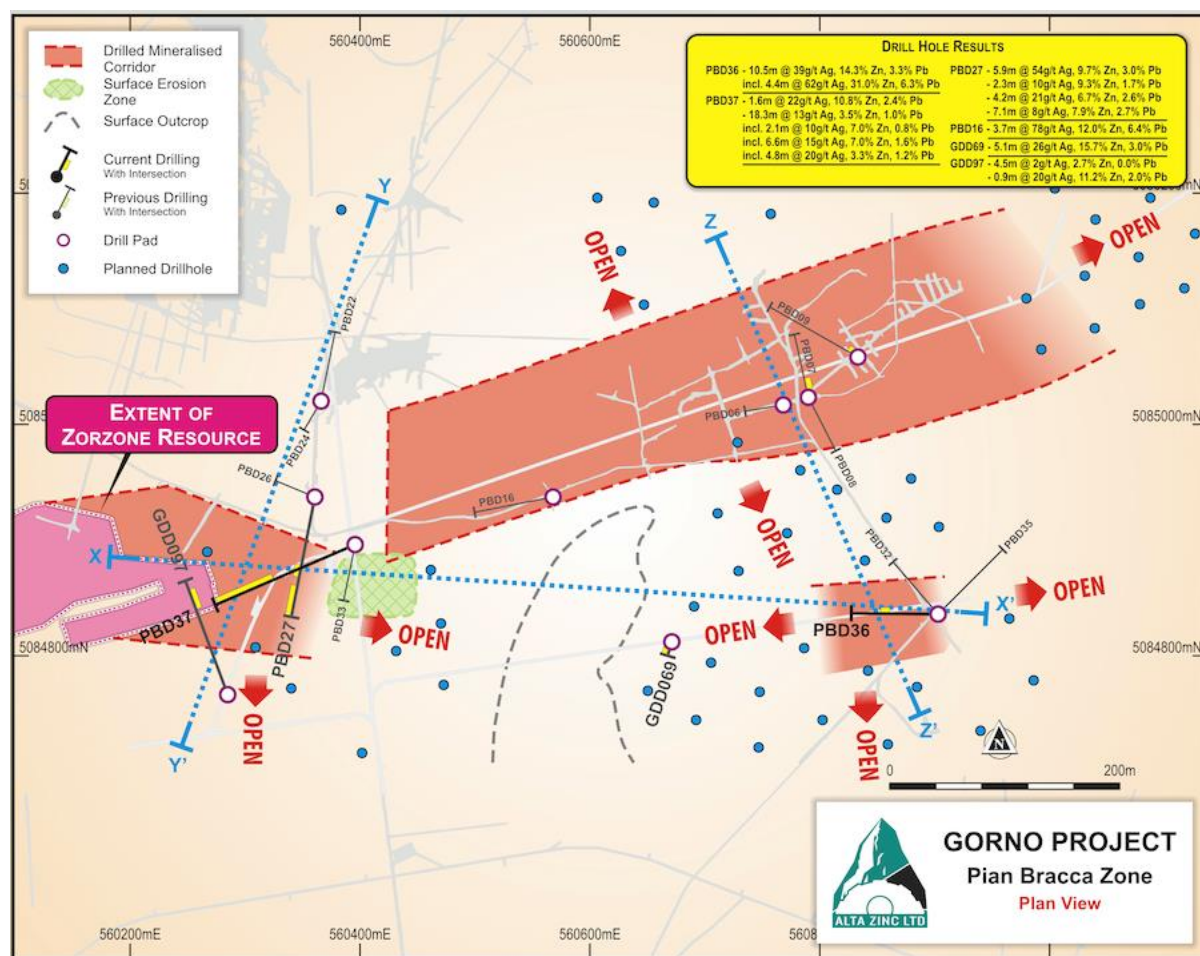 560400mE
560600mE
Drilled Mineralised
Corridor
Surface Erosion
Zone
Surface Outcrop
Current Drilling
With Intersection
Previous Drilling
With Intersection
Drill Pad
Planned Drillhole
DRILL HOLE RESULTS
PBD36 - 10.5m @ 39g/t Ag, 14.3% Zn, 3.3% Pb
incl. 4.4m @ 62g/t Ag, 31.0% Zn, 6.3% Pb
PBD37 - 1.6m @ 22g/t Ag, 10.8% Zn, 2.4% Pb
- 18.3m @ 13g/t Ag, 3.5% Zn, 1.0% Pb
incl. 2.1m @ 10g/t Ag, 7.0% Zn, 0.8% Pb
incl. 6.6m @ 15g/t Ag, 7.0% Zn, 1.6% Pb
incl. 4.8m @ 20g/t Ag, 3.3% Zn, 1.2% Pb
PBD27 - 5.9m @ 54g/t Ag, 9.7% Zn, 3.0% Pb
- 2.3m @ 10g/t Ag, 9.3% Zn, 1.7% Pb
- 4.2m @ 21g/t Ag, 6.7% Zn, 2.6% Pb
- 7.1m @ 8g/t Ag, 7.9% Zn, 2.7% Pb
PBD16 - 3.7m @ 78g/t Ag, 12.0% Zn, 6.4% Pb
GDD69 - 5.1m @ 26g/t Ag, 15.7% Zn, 3.0% Pb
GDD97 - 4.5m @ 2g/t Ag, 2.7% Zn, 0.0% Pb
- 0.9m @ 20g/t Ag, 11.2% Zn, 2.0% Pb
Y
Z
OPEN
OPEN
PBD22
PBD09
PBD07
PBD06
5085000mN
EXTENT OF
ZORZONE RESOURCE
PBD24
PBD26
PBD08
PBD16
OPEN
GDD097
PBD32
PBD35
X
X'
OPEN
PBD37
PBD33
PBD27
OPEN
OPEN
PBD36
5084800mN
5084800mN
GDD069
OPEN
Y'
Z'
OPEN
N
0
200m
GORNO PROJECT
Pian Bracca Zone
Plan View
ALTA ZINC LTD
560200mE
560400mE
560600mE